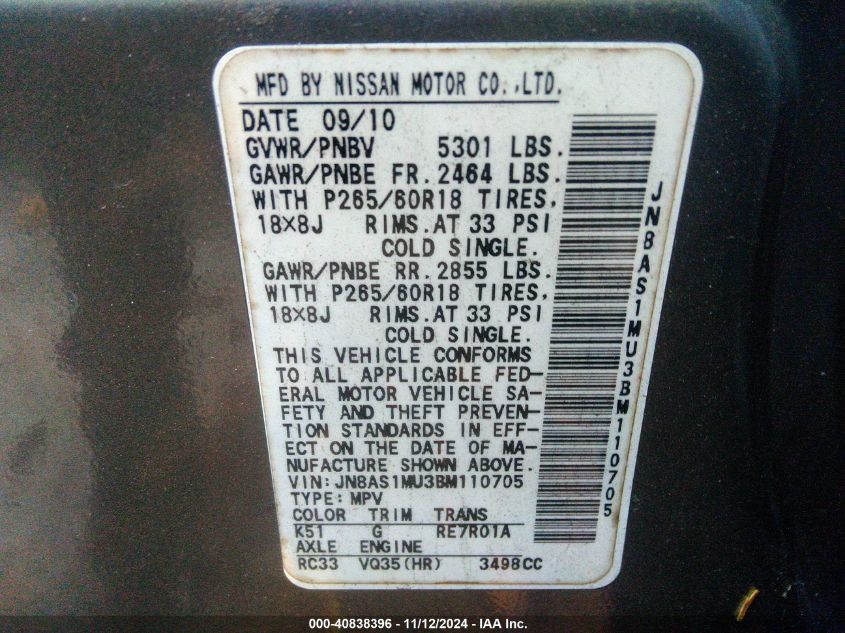 MFD BY NISSAN MOTOR CO.,LTD.
DATE 09/10
GVWR/PNBV 5301 LBS.
GAWR/PNBE FR. 2464 LBS.
WITH P265/60R18 TIRES,
18×8J RIMS.AT 33 PSI
COLD SINGLE.
GAWR/PNBE RR. 2855 LBS.
WITH P265/60R18 TIRES,
18×8J RIMS.AT 33 PSI
COLD SINGLE.
THIS VEHICLE CONFORMS
TO ALL APPLICABLE FED-
ERAL MOTOR VEHICLE SA-
FETY AND THEFT PREVEN-
TION STANDARDS IN EFF-
ECT ON THE DATE OF MA-
NUFACTURE SHOWN ABOVE.
VIN: JN8AS1MU3BM110705
TYPE: MPV
COLOR TRIM TRANS
K51 G RE7R01A
AXLE ENGINE
RC33 VQ35(HR) 3498CC
JN8AS1MU3BM110705
000-40838396 - 11/12/2024 - IAA Inc.